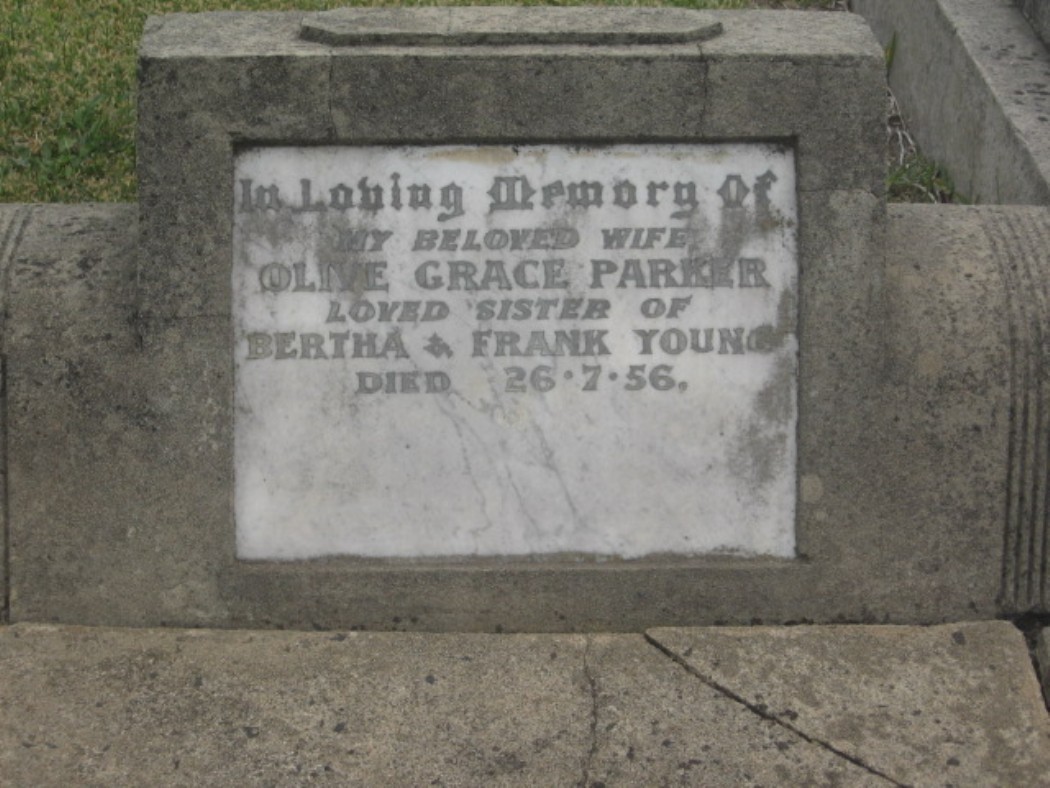 In Loving Memory Of
MY BELOVED WIFE
OLIVE GRACE PARKER
LOVED SISTER OF
BERTHA & FRANK YOUNG
DIED 26·7·56.